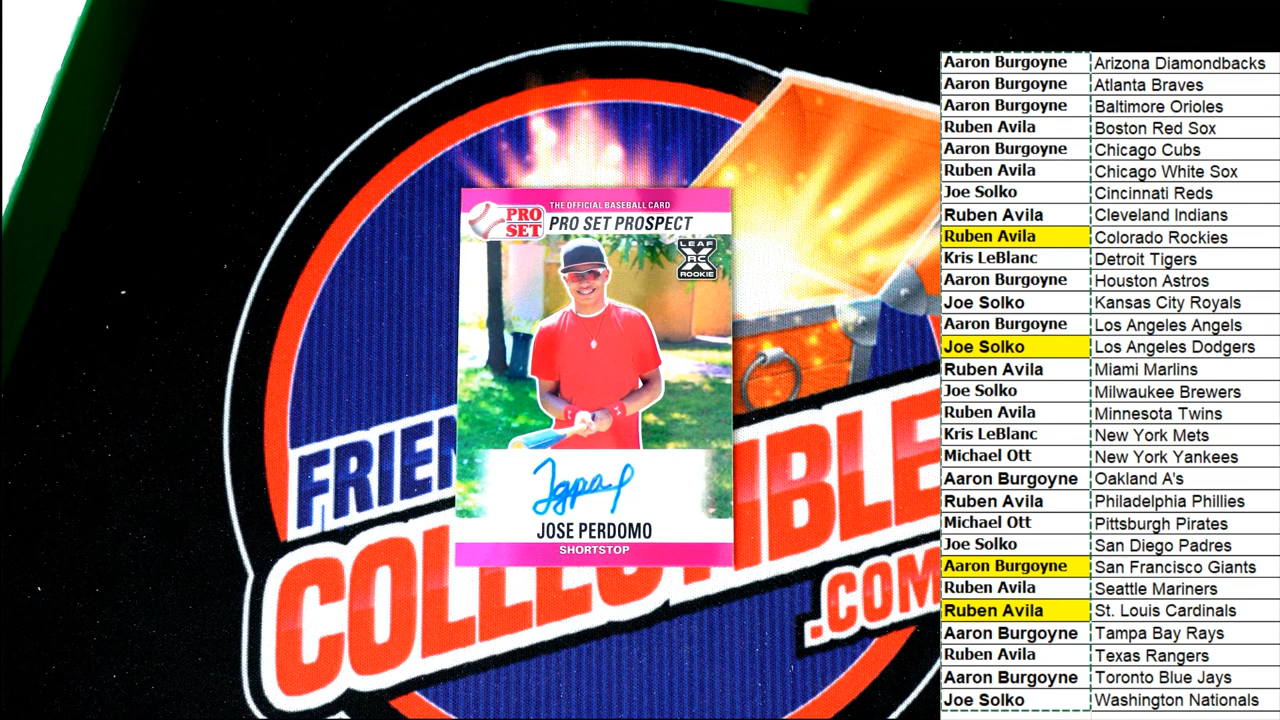 THE OFFICIAL BASEBALL CARD
PRO SET
PRO SET PROSPECT
LEAF
RC
ROOKIE
JOSE PERDOMO
SHORTSTOP
FRIEN
COLLECTIBLE
.COM
Aaron Burgoyne Arizona Diamondbacks
Aaron Burgoyne Atlanta Braves
Aaron Burgoyne Baltimore Orioles
Ruben Avila Boston Red Sox
Aaron Burgoyne Chicago Cubs
Ruben Avila Chicago White Sox
Joe Solko Cincinnati Reds
Ruben Avila Cleveland Indians
Ruben Avila Colorado Rockies
Kris LeBlanc Detroit Tigers
Aaron Burgoyne Houston Astros
Joe Solko Kansas City Royals
Aaron Burgoyne Los Angeles Angels
Joe Solko Los Angeles Dodgers
Ruben Avila Miami Marlins
Joe Solko Milwaukee Brewers
Ruben Avila Minnesota Twins
Kris LeBlanc New York Mets
Michael Ott New York Yankees
Aaron Burgoyne Oakland A's
Ruben Avila Philadelphia Phillies
Michael Ott Pittsburgh Pirates
Joe Solko San Diego Padres
Aaron Burgoyne San Francisco Giants
Ruben Avila Seattle Mariners
Ruben Avila St. Louis Cardinals
Aaron Burgoyne Tampa Bay Rays
Ruben Avila Texas Rangers
Aaron Burgoyne Toronto Blue Jays
Joe Solko Washington Nationals